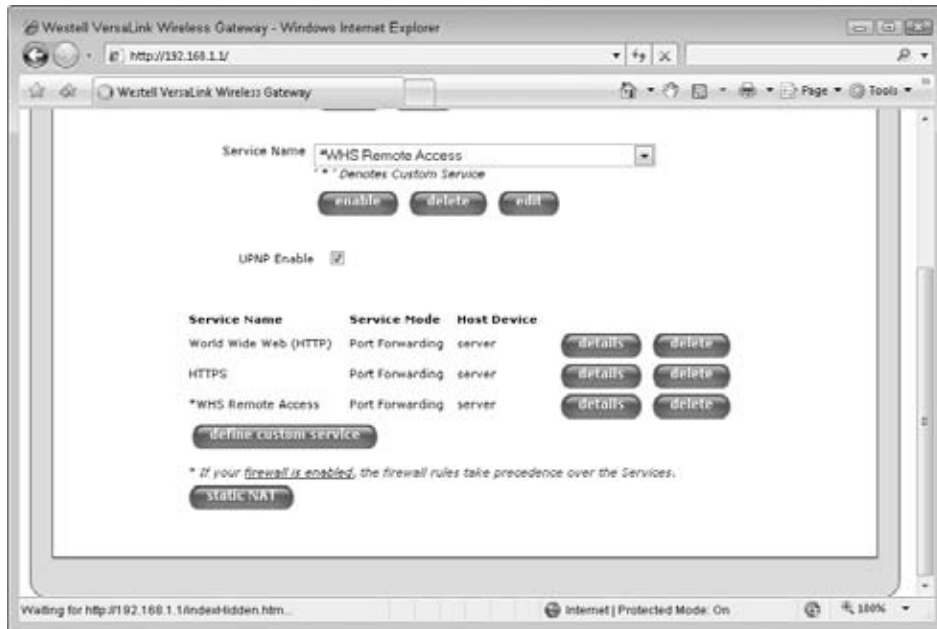 Westell VersaLink Wireless Gateway - Windows Internet Explorer
http://192.168.1.1/
Westell VersaLink Wireless Gateway
Page
Tools
Service Name
*WHS Remote Access
' * ' Denotes Custom Service
enable delete edit
UPNP Enable
Service Name Service Mode Host Device
World Wide Web (HTTP) Port Forwarding server details delete
HTTPS Port Forwarding server details delete
*WHS Remote Access Port Forwarding server details delete
define custom service
* If your firewall is enabled, the firewall rules take precedence over the Services.
static NAT
Waiting for http://192.168.1.1/indexHidden.htm...
Internet | Protected Mode: On
100%